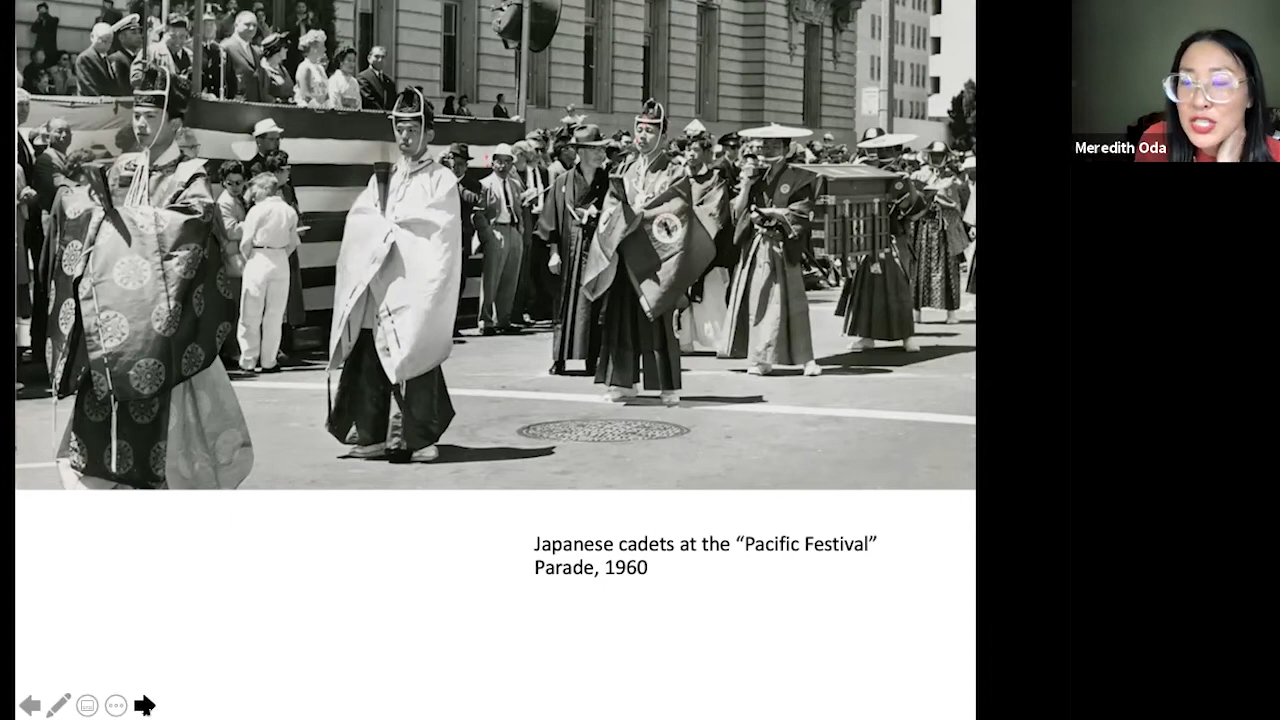 Meredith Oda
Japanese cadets at the “Pacific Festival”
Parade, 1960